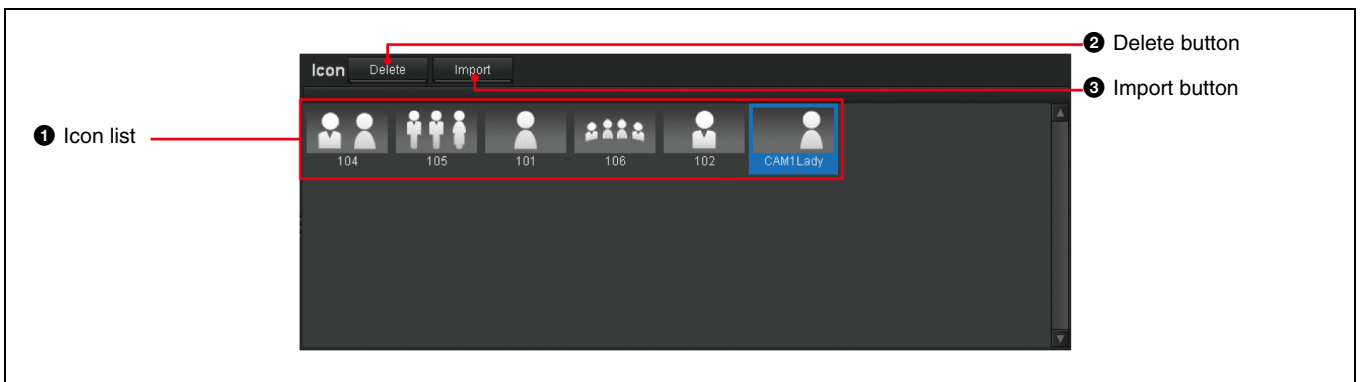 ❷ Delete button
Icon Delete Import
❸ Import button
❶ Icon list
104 105 101 106 102 CAM1Lady